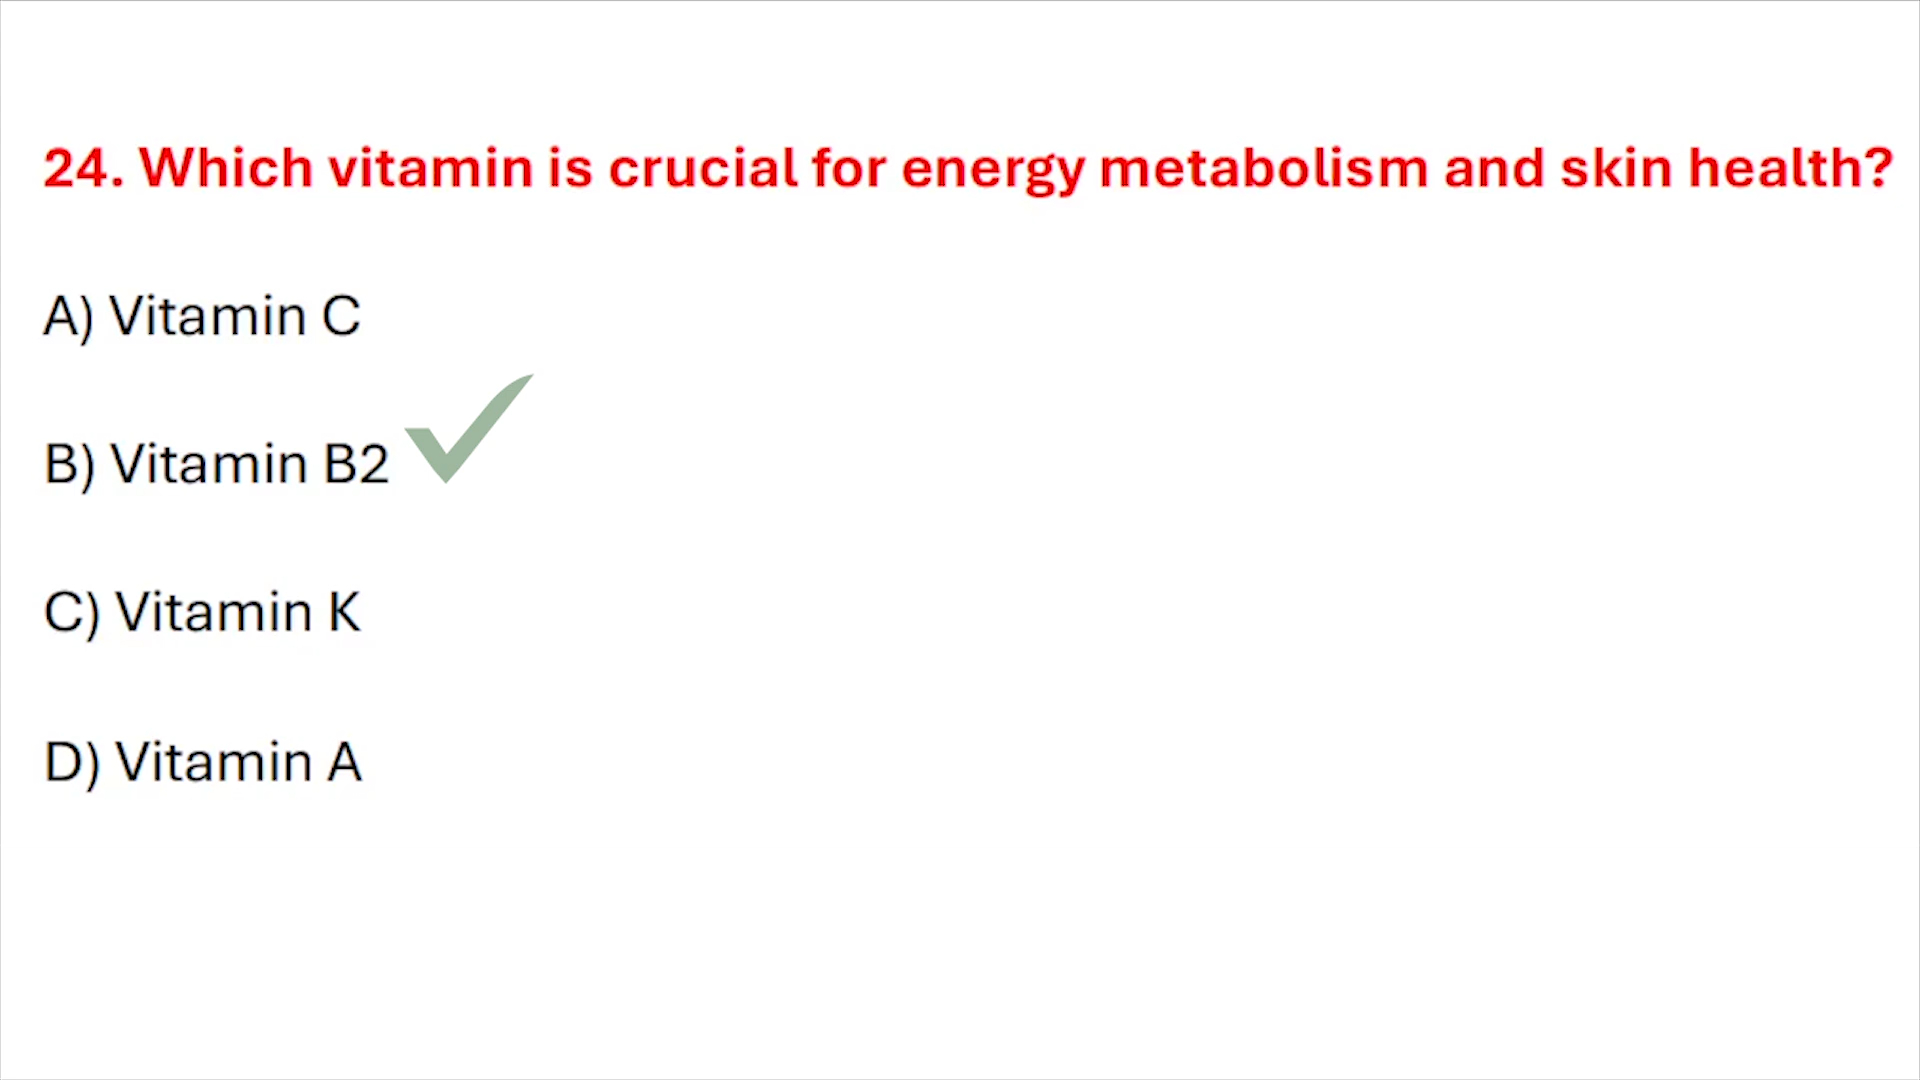 24. Which vitamin is crucial for energy metabolism and skin health?
A) Vitamin C
B) Vitamin B2
C) Vitamin K
D) Vitamin A